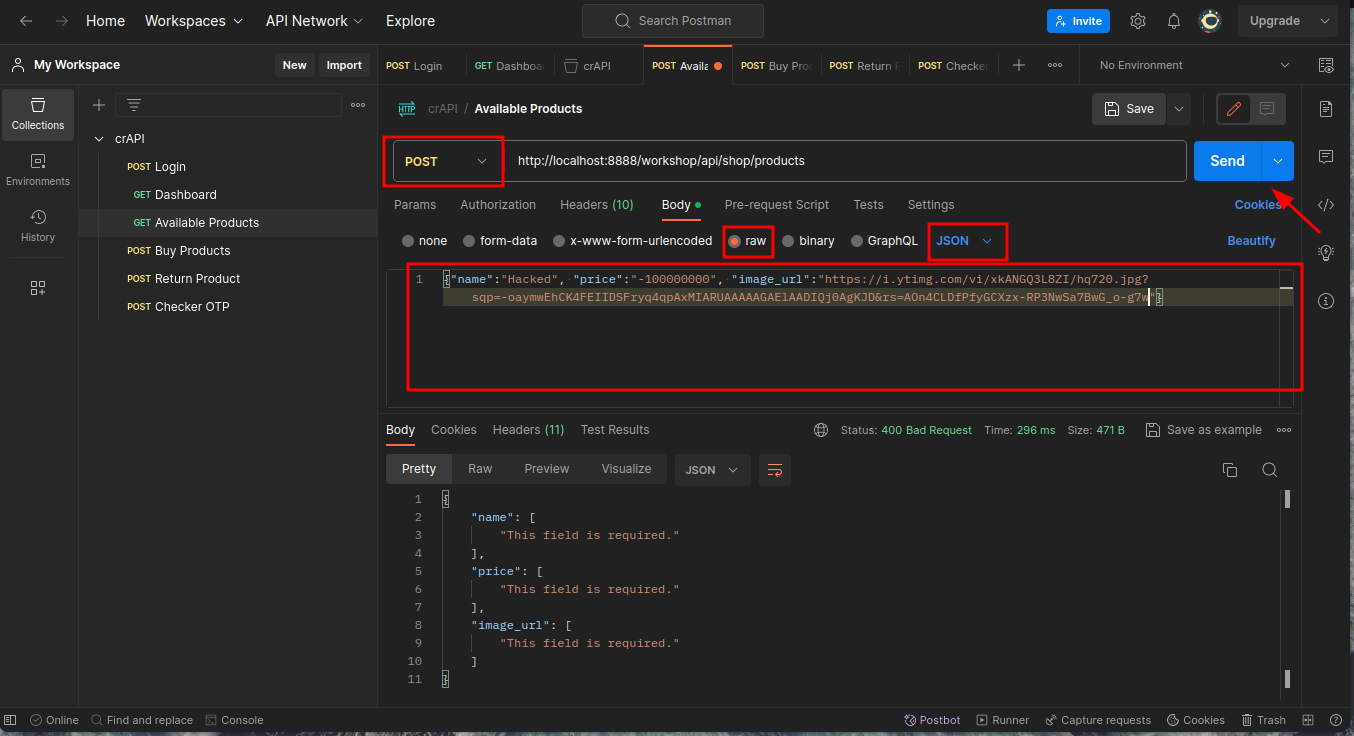 Home
Workspaces
API Network
Explore
Search Postman
Invite
Upgrade
My Workspace
New
Import
POST Login
GET Dashboa
crAPI
POST Availa
POST Buy Pro
POST Return P
POST Checker
No Environment
Collections
Environments
History
crAPI
POST Login
GET Dashboard
GET Available Products
POST Buy Products
POST Return Product
POST Checker OTP
HTTP
crAPI / Available Products
Save
POST
http://localhost:8888/workshop/api/shop/products
Send
Params
Authorization
Headers (10)
Body
Pre-request Script
Tests
Settings
Cookies
none
form-data
x-www-form-urlencoded
raw
binary
GraphQL
JSON
Beautify
1 {"name":"Hacked", "price":"-100000000", "image_url":"https://i.ytimg.com/vi/xkANGQ3L8ZI/hq720.jpg?
sqp=-oaymwEhCK4FEIIDSFryq4qpAxMIARUAAAAAGAElAADIQj0AgKJD&rs=AOn4CLDfPfyGCXzx-RP3NwSa7BwG_o-g7w"}
Body
Cookies
Headers (11)
Test Results
Status: 400 Bad Request
Time: 296 ms
Size: 471 B
Save as example
Pretty
Raw
Preview
Visualize
JSON
1 {
2 "name": [
3 "This field is required."
4 ],
5 "price": [
6 "This field is required."
7 ],
8 "image_url": [
9 "This field is required."
10 ]
11 }
Online
Find and replace
Console
Postbot
Runner
Capture requests
Cookies
Trash